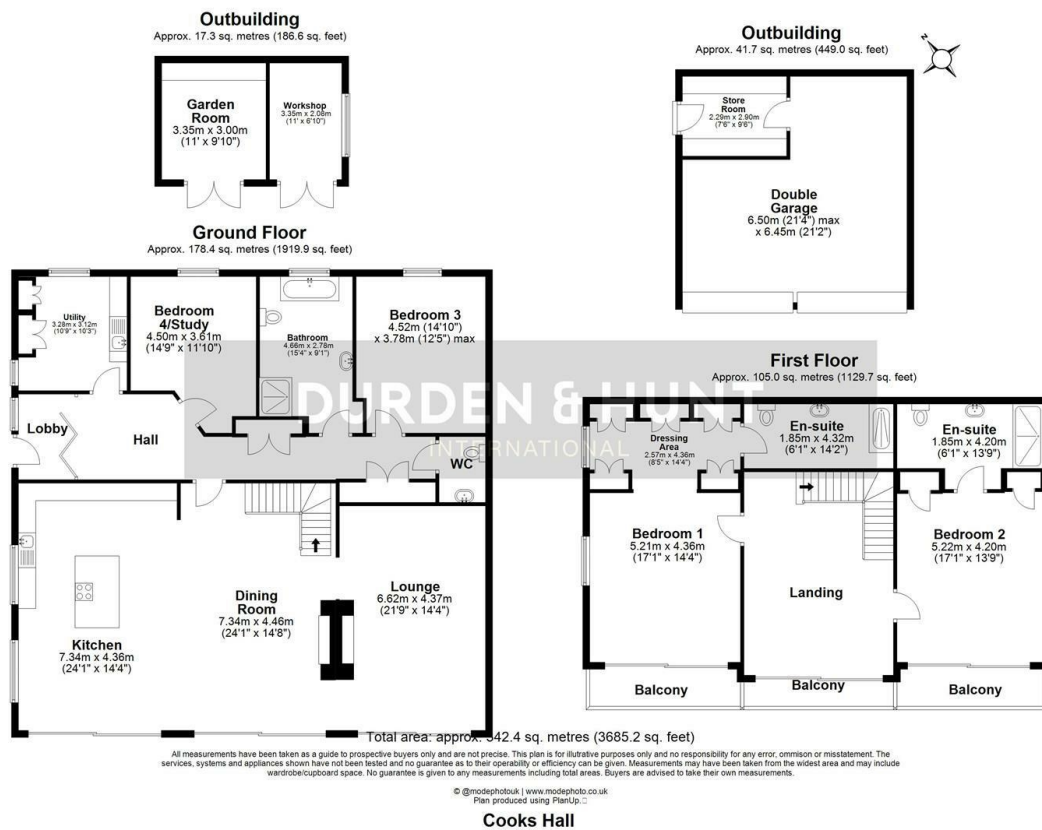 Outbuilding
Approx. 17.3 sq. metres (186.6 sq. feet)
Garden
Room
3.35m x 3.00m
(11' x 9'10")
Workshop
3.35m x 2.08m
(11' x 6'10")
Outbuilding
Approx. 41.7 sq. metres (449.0 sq. feet)
N
Store
Room
2.29m x 2.90m
(7'6" x 9'6")
Double
Garage
6.50m (21'4") max
x 6.45m (21'2")
Ground Floor
Approx. 178.4 sq. metres (1919.9 sq. feet)
Utility
3.28m x 3.12m
(10'9" x 10'3")
Bedroom
4/Study
4.50m x 3.61m
(14'9" x 11'10")
Bathroom
4.66m x 2.78m
(15'4" x 9'1")
Bedroom 3
4.52m (14'10")
x 3.78m (12'5") max
Lobby
Hall
WC
Kitchen
7.34m x 4.36m
(24'1" x 14'4")
Dining
Room
7.34m x 4.46m
(24'1" x 14'8")
Lounge
6.62m x 4.37m
(21'9" x 14'4")
DURDEN & HUNT
INTERNATIONAL
First Floor
Approx. 105.0 sq. metres (1129.7 sq. feet)
Dressing
Area
2.57m x 4.36m
(8'5" x 14'4")
En-suite
1.85m x 4.32m
(6'1" x 14'2")
En-suite
1.85m x 4.20m
(6'1" x 13'9")
Bedroom 1
5.21m x 4.36m
(17'1" x 14'4")
Landing
Bedroom 2
5.22m x 4.20m
(17'1" x 13'9")
Balcony
Balcony
Balcony
Total area: approx. 342.4 sq. metres (3685.2 sq. feet)
All measurements have been taken as a guide to prospective buyers only and are not precise. This plan is for illutrative purposes only and no responsibility for any error, ommison or misstatement. The
services, systems and appliances shown have not been tested and no guarantee as to their operability or efficiency can be given. Measurements may have been taken from the widest area and may include
wardrobe/cupboard space. No guarantee is given to any measurements including total areas. Buyers are advised to take their own measurements.
© @modephotouk | www.modephoto.co.uk
Plan produced using PlanUp.
Cooks Hall